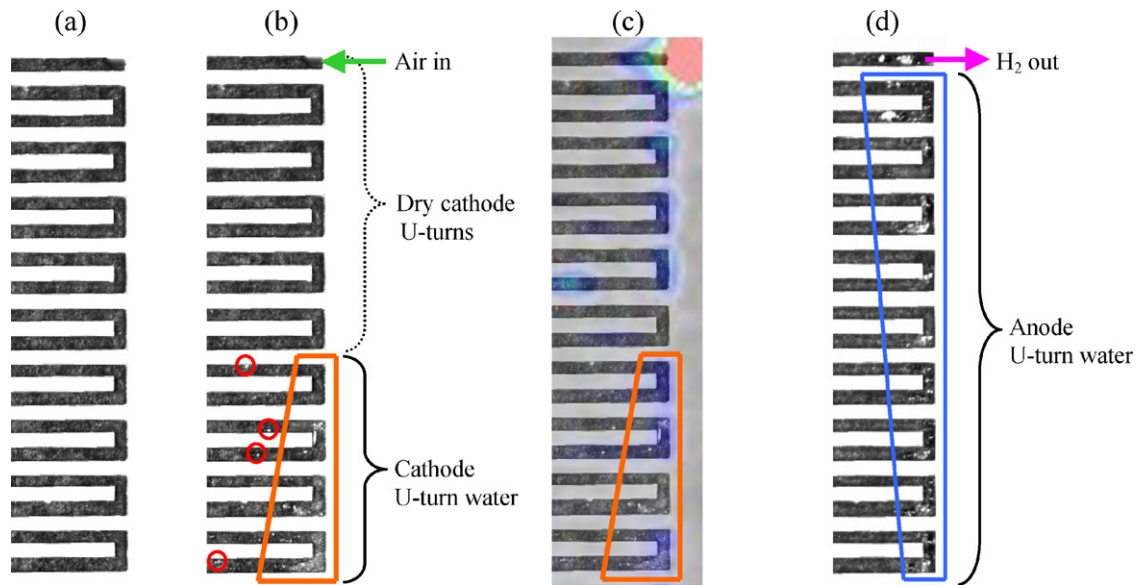 (a)
(b)
(c)
(d)
Air in
H₂ out
Dry cathode
U-turns
Anode
U-turn water
Cathode
U-turn water